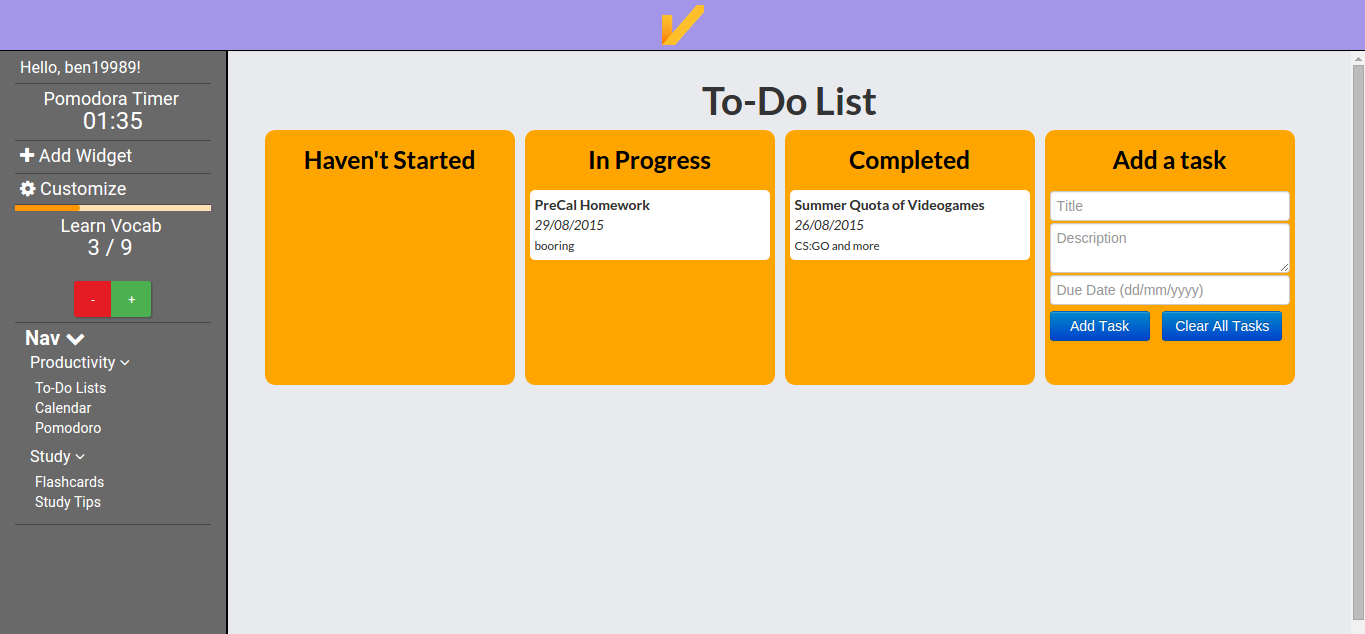 Hello, ben19989!
Pomodora Timer
01:35
Add Widget
Customize
Learn Vocab
3 / 9
- +
Nav
Productivity
To-Do Lists
Calendar
Pomodoro
Study
Flashcards
Study Tips
To-Do List
Haven't Started
In Progress
PreCal Homework
29/08/2015
booring
Completed
Summer Quota of Videogames
26/08/2015
CS:GO and more
Add a task
Title
Description
Due Date (dd/mm/yyyy)
Add Task Clear All Tasks